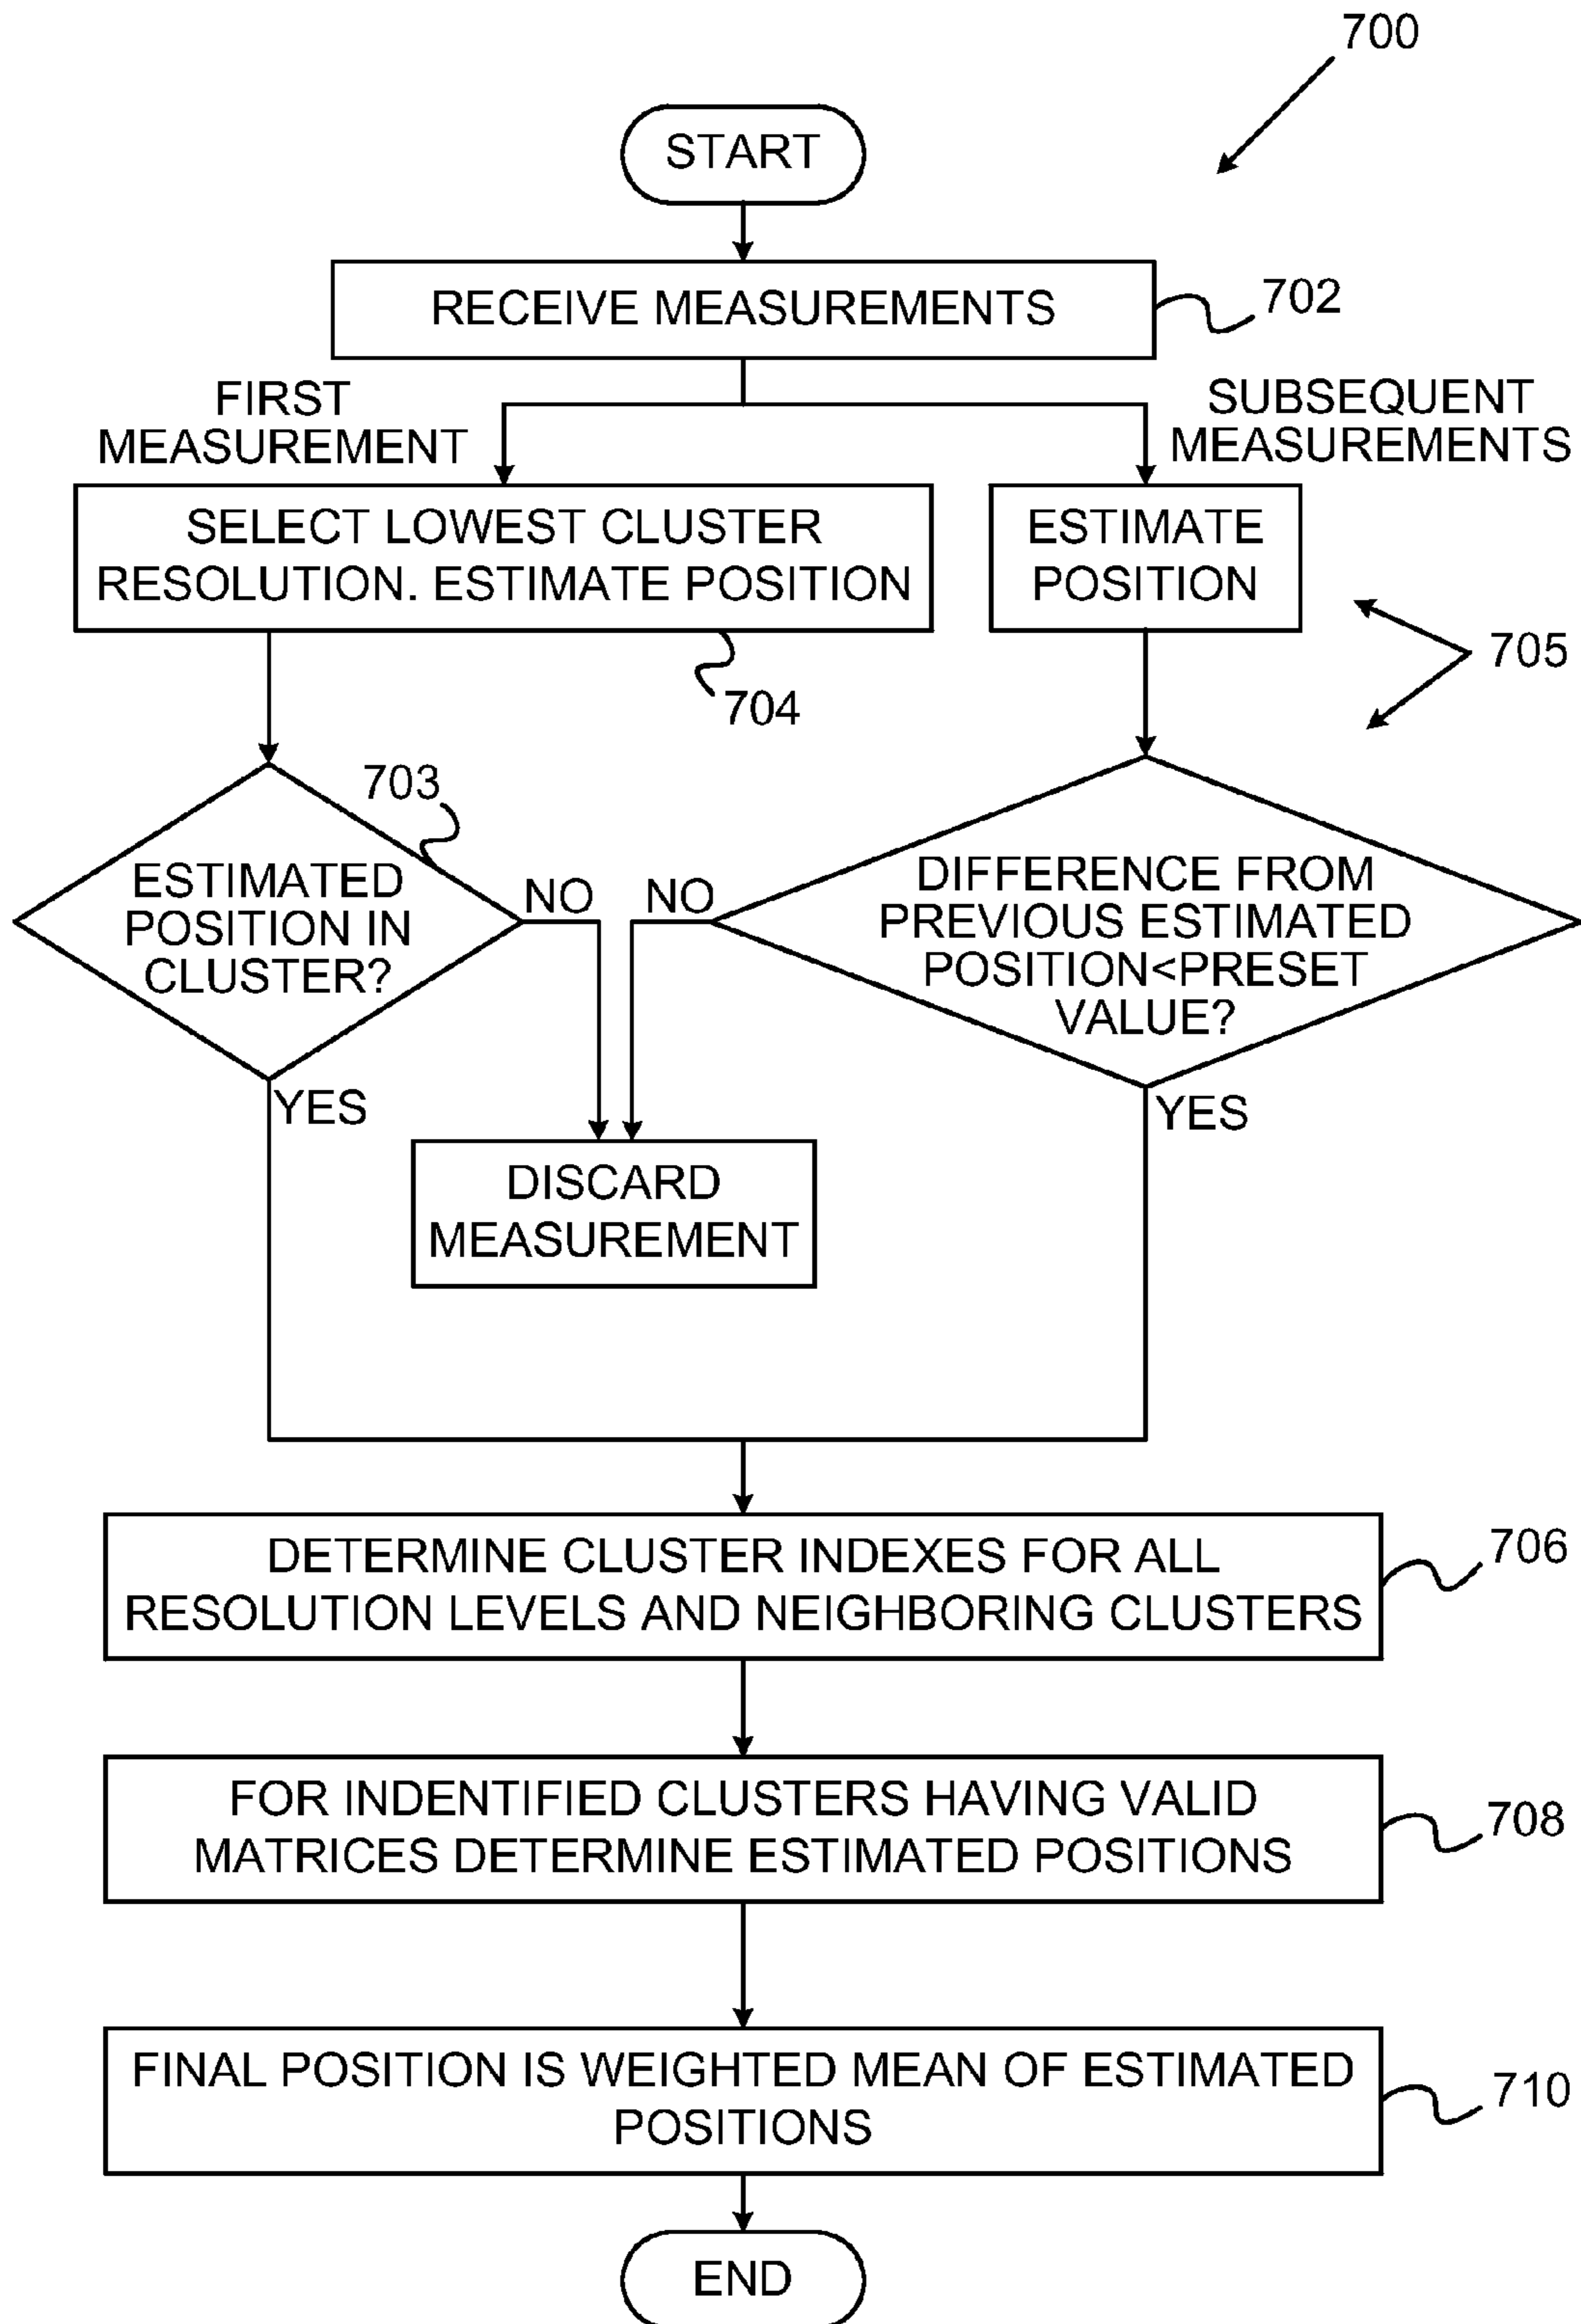 700
START
RECEIVE MEASUREMENTS
702
FIRST
MEASUREMENT
SUBSEQUENT
MEASUREMENTS
SELECT LOWEST CLUSTER
RESOLUTION. ESTIMATE POSITION
ESTIMATE
POSITION
705
704
703
ESTIMATED
POSITION IN
CLUSTER?
NO
NO
DIFFERENCE FROM
PREVIOUS ESTIMATED
POSITION<PRESET
VALUE?
YES
YES
DISCARD
MEASUREMENT
DETERMINE CLUSTER INDEXES FOR ALL
RESOLUTION LEVELS AND NEIGHBORING CLUSTERS
706
FOR INDENTIFIED CLUSTERS HAVING VALID
MATRICES DETERMINE ESTIMATED POSITIONS
708
FINAL POSITION IS WEIGHTED MEAN OF ESTIMATED
POSITIONS
710
END